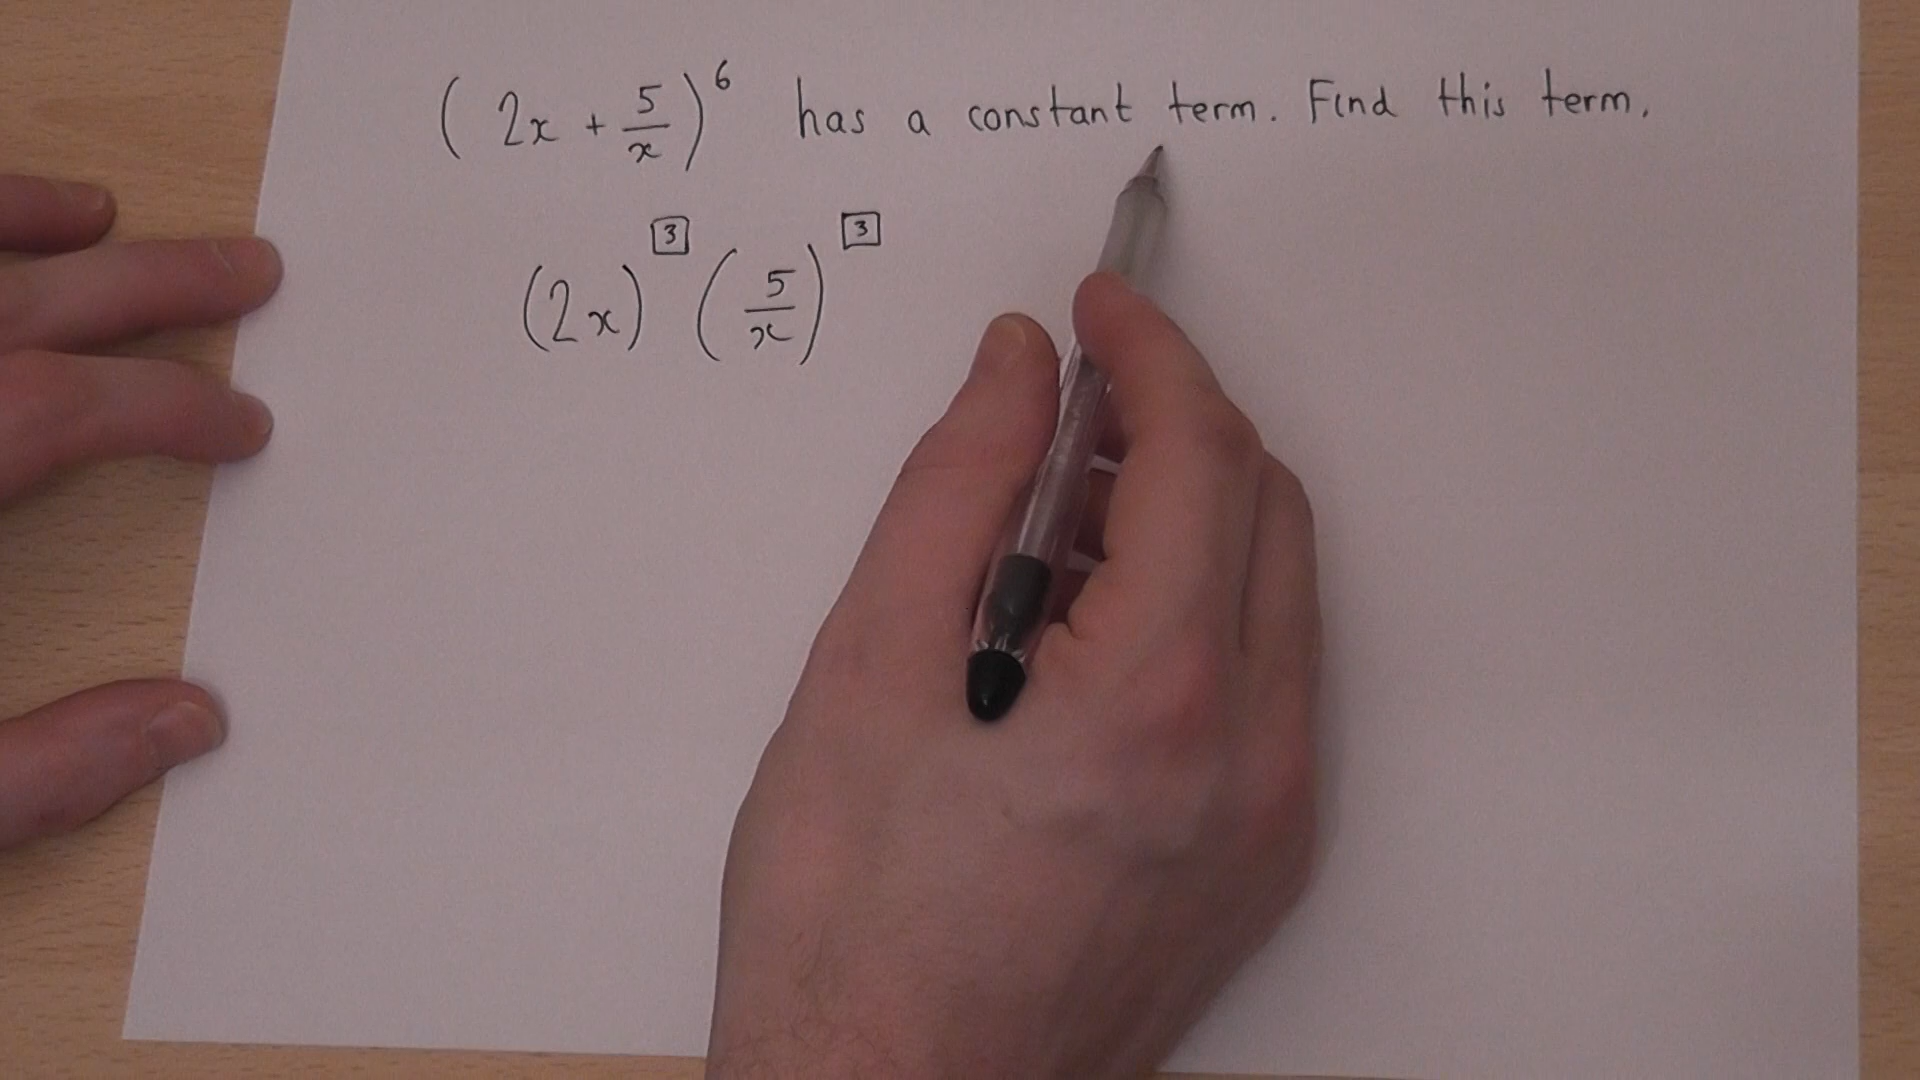 (2x + 5/x)^6 has a constant term. Find this term.
(2x)^3 (5/x)^3